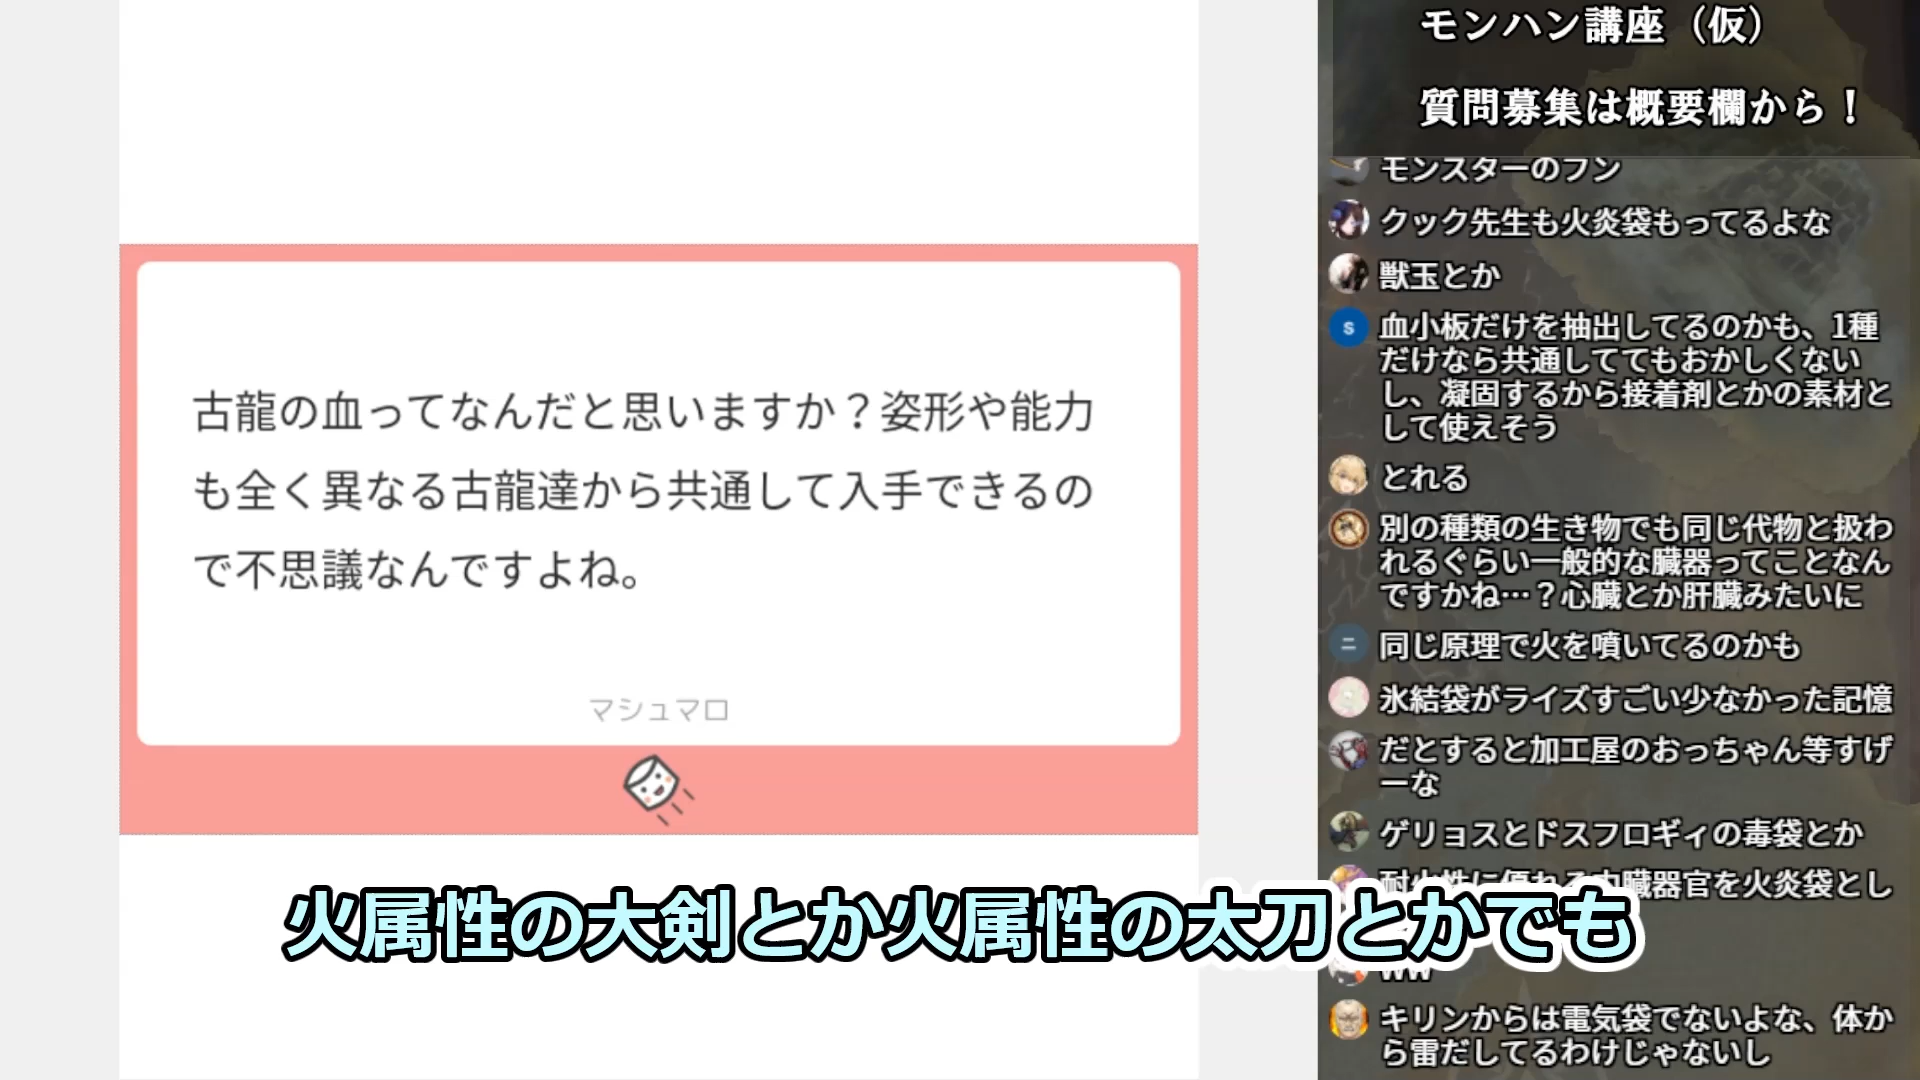 モンハン講座（仮）
質問募集は概要欄から！
古龍の血ってなんだと思いますか？姿形や能力
も全く異なる古龍達から共通して入手できるの
で不思議なんですよね。
マシュマロ
モンスターのフン
クック先生も火炎袋もってるよな
獣玉とか
S
血小板だけを抽出してるのかも、1種
だけなら共通しててもおかしくない
し、凝固するから接着剤とかの素材と
して使えそう
とれる
別の種類の生き物でも同じ代物と扱わ
れるぐらい一般的な臓器ってことなん
ですかね…？心臓とか肝臓みたいに
ニ
同じ原理で火を噴いてるのかも
氷結袋がライズすごい少なかった記憶
だとすると加工屋のおっちゃん等すげ
ーな
ゲリョスとドスフロギィの毒袋とか
臓器官を火炎袋とし
ww
キリンからは電気袋でないよな、体か
ら雷だしてるわけじゃないし
火属性の大剣とか火属性の太刀とかでも